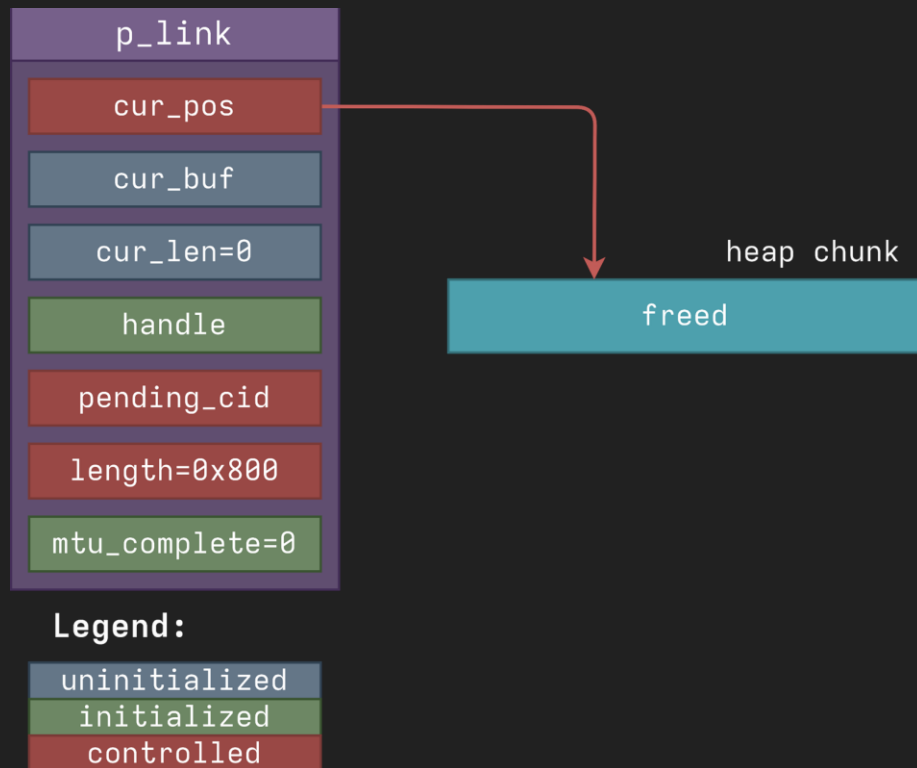 p_link
cur_pos
cur_buf
cur_len=0
heap chunk
handle
freed
pending_cid
length=0x800
mtu_complete=0
Legend:
uninitialized
initialized
controlled